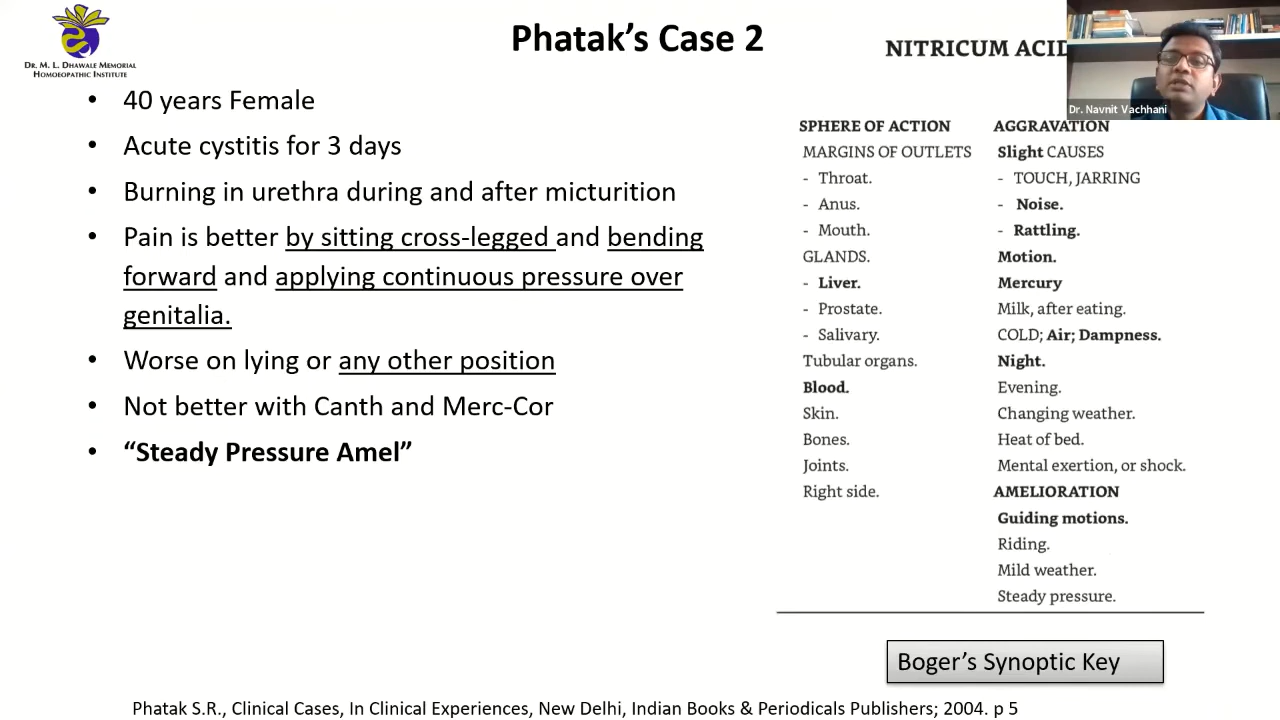 DR. M. L. DHAWALE MEMORIAL
HOMOEOPATHIC INSTITUTE
Phatak's Case 2
• 40 years Female
• Acute cystitis for 3 days
• Burning in urethra during and after micturition
• Pain is better by sitting cross-legged and bending
forward and applying continuous pressure over
genitalia.
• Worse on lying or any other position
• Not better with Canth and Merc-Cor
• “Steady Pressure Amel”
NITRICUM ACID
Dr. Navnit Vachhani
SPHERE OF ACTION
MARGINS OF OUTLETS
- Throat.
- Anus.
- Mouth.
GLANDS.
- Liver.
- Prostate.
- Salivary.
Tubular organs.
Blood.
Skin.
Bones.
Joints.
Right side.
AGGRAVATION
Slight CAUSES
- TOUCH, JARRING
- Noise.
- Rattling.
Motion.
Mercury
Milk, after eating.
COLD; Air; Dampness.
Night.
Evening.
Changing weather.
Heat of bed.
Mental exertion, or shock.
AMELIORATION
Guiding motions.
Riding.
Mild weather.
Steady pressure.
Boger's Synoptic Key
Phatak S.R., Clinical Cases, In Clinical Experiences, New Delhi, Indian Books & Periodicals Publishers; 2004. p 5